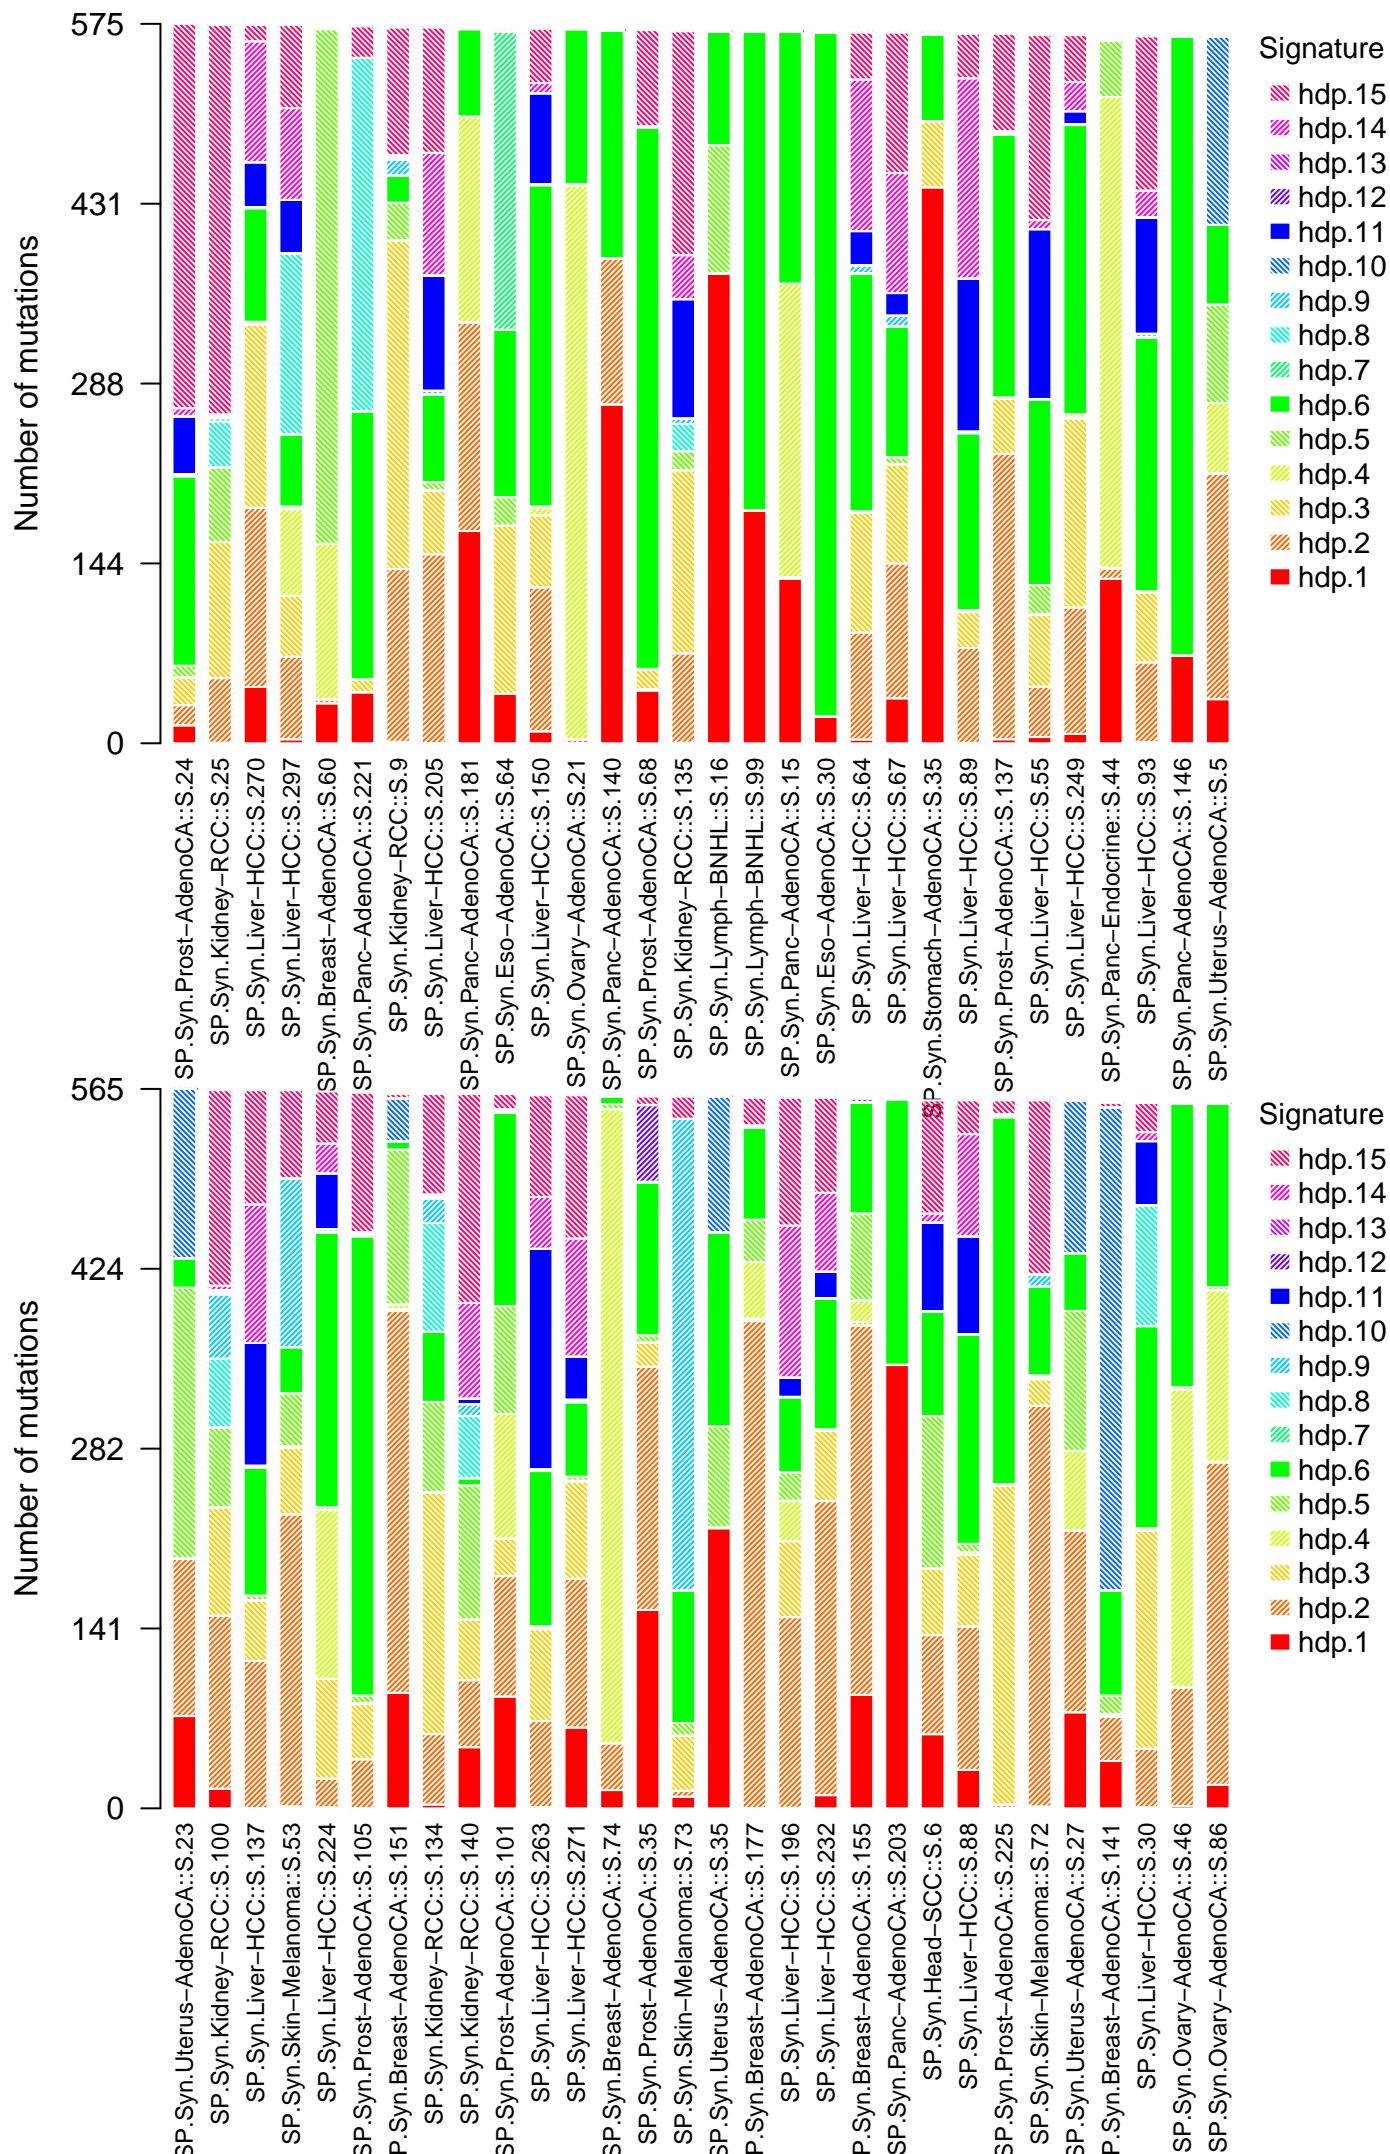 Number of mutations
575
431
288
144
0
Signature
hdp.15
hdp.14
hdp.13
hdp.12
hdp.11
hdp.10
hdp.9
hdp.8
hdp.7
hdp.6
hdp.5
hdp.4
hdp.3
hdp.2
hdp.1
SP.Syn.Prost−AdenoCA::S.24
SP.Syn.Kidney−RCC::S.25
SP.Syn.Liver−HCC::S.270
SP.Syn.Liver−HCC::S.297
SP.Syn.Breast−AdenoCA::S.60
SP.Syn.Panc−AdenoCA::S.221
SP.Syn.Kidney−RCC::S.9
SP.Syn.Liver−HCC::S.205
SP.Syn.Panc−AdenoCA::S.181
SP.Syn.Eso−AdenoCA::S.64
SP.Syn.Liver−HCC::S.150
SP.Syn.Ovary−AdenoCA::S.21
SP.Syn.Panc−AdenoCA::S.140
SP.Syn.Prost−AdenoCA::S.68
SP.Syn.Kidney−RCC::S.135
SP.Syn.Lymph−BNHL::S.16
SP.Syn.Lymph−BNHL::S.99
SP.Syn.Panc−AdenoCA::S.15
SP.Syn.Eso−AdenoCA::S.30
SP.Syn.Liver−HCC::S.64
SP.Syn.Liver−HCC::S.67
SP.Syn.Stomach−AdenoCA::S.35
SP.Syn.Liver−HCC::S.89
SP.Syn.Prost−AdenoCA::S.137
SP.Syn.Liver−HCC::S.55
SP.Syn.Liver−HCC::S.249
SP.Syn.Panc−Endocrine::S.44
SP.Syn.Liver−HCC::S.93
SP.Syn.Panc−AdenoCA::S.146
SP.Syn.Uterus−AdenoCA::S.5
Number of mutations
565
424
282
141
0
Signature
hdp.15
hdp.14
hdp.13
hdp.12
hdp.11
hdp.10
hdp.9
hdp.8
hdp.7
hdp.6
hdp.5
hdp.4
hdp.3
hdp.2
hdp.1
SP.Syn.Uterus−AdenoCA::S.23
SP.Syn.Kidney−RCC::S.100
SP.Syn.Liver−HCC::S.137
SP.Syn.Skin−Melanoma::S.53
SP.Syn.Liver−HCC::S.224
SP.Syn.Prost−AdenoCA::S.105
P.Syn.Breast−AdenoCA::S.151
SP.Syn.Kidney−RCC::S.134
SP.Syn.Kidney−RCC::S.140
SP.Syn.Prost−AdenoCA::S.101
SP.Syn.Liver−HCC::S.263
SP.Syn.Liver−HCC::S.271
SP.Syn.Breast−AdenoCA::S.74
SP.Syn.Prost−AdenoCA::S.35
SP.Syn.Skin−Melanoma::S.73
SP.Syn.Uterus−AdenoCA::S.35
P.Syn.Breast−AdenoCA::S.177
SP.Syn.Liver−HCC::S.196
SP.Syn.Liver−HCC::S.232
P.Syn.Breast−AdenoCA::S.155
SP.Syn.Panc−AdenoCA::S.203
SP.Syn.Head−SCC::S.6
SP.Syn.Liver−HCC::S.88
SP.Syn.Prost−AdenoCA::S.225
SP.Syn.Skin−Melanoma::S.72
SP.Syn.Uterus−AdenoCA::S.27
P.Syn.Breast−AdenoCA::S.141
SP.Syn.Liver−HCC::S.30
SP.Syn.Ovary−AdenoCA::S.46
SP.Syn.Ovary−AdenoCA::S.86